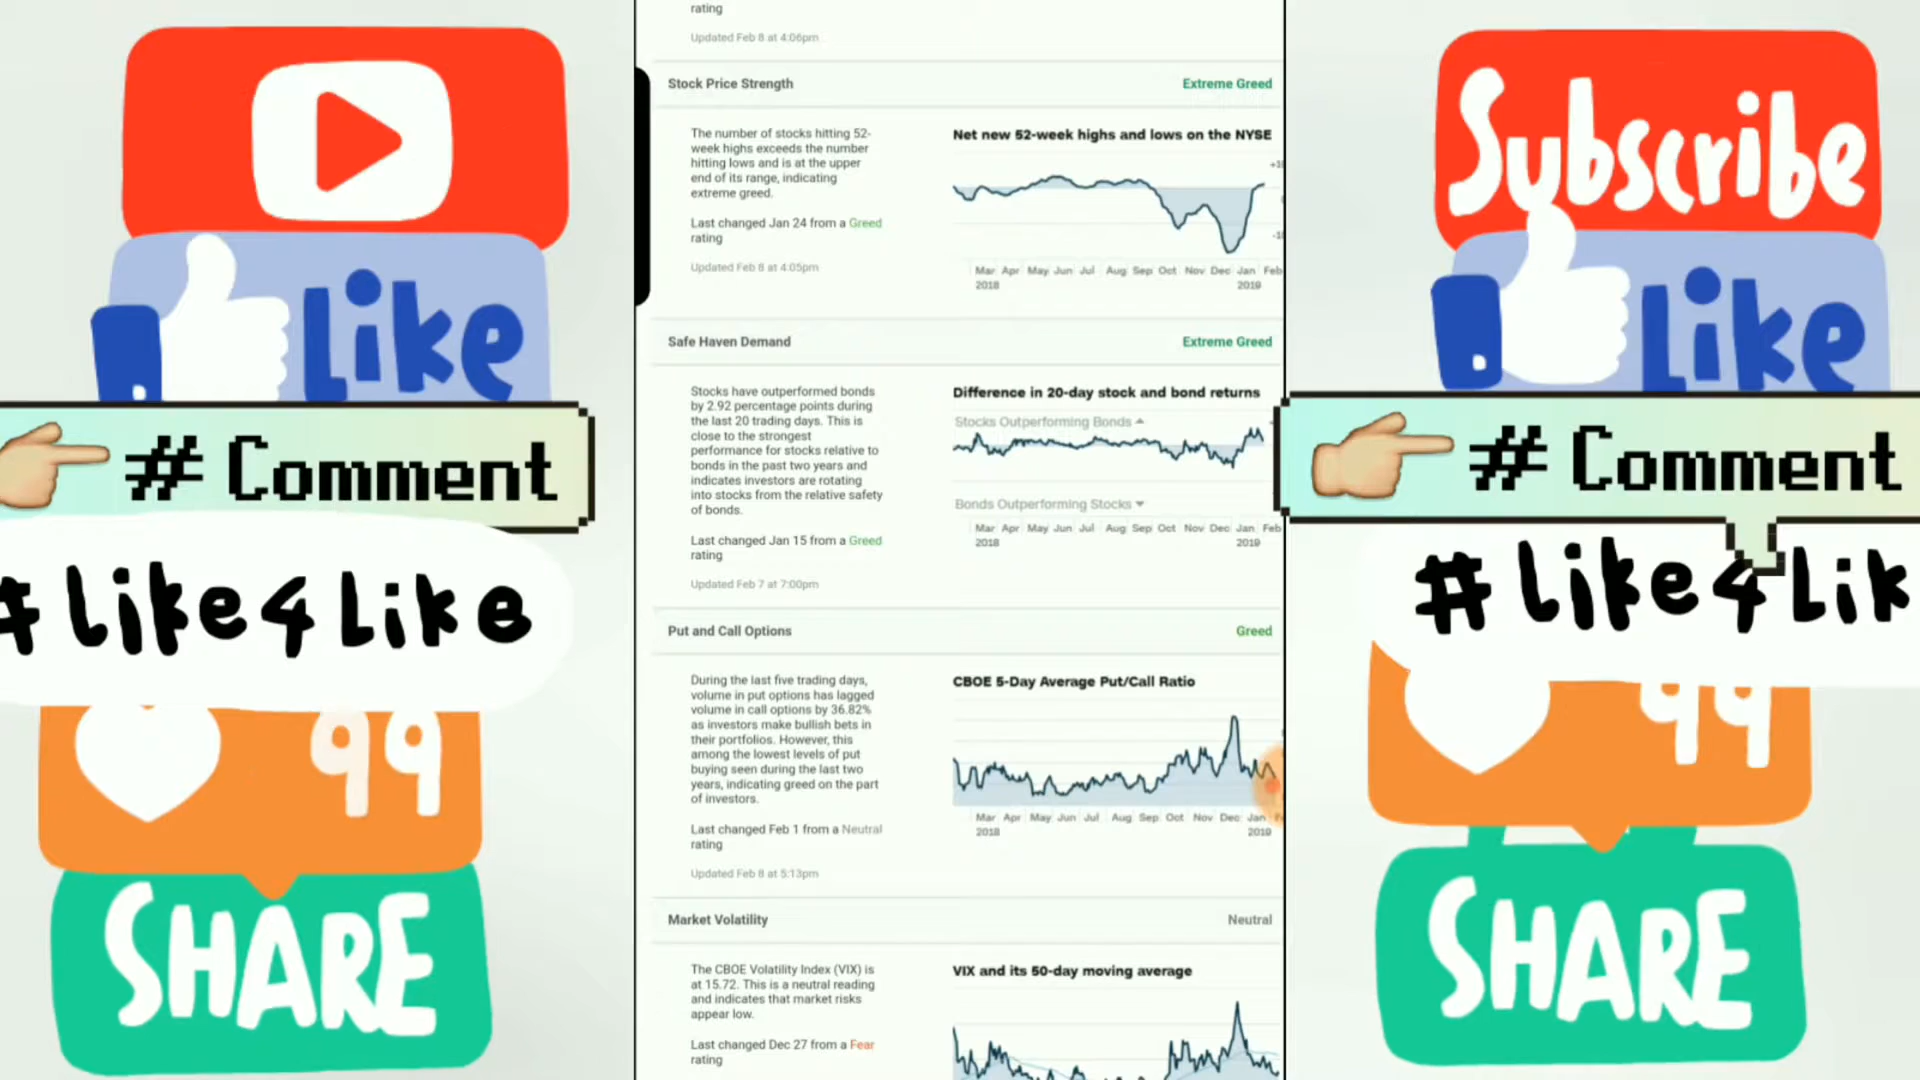 Like
# Comment
#Like4Like
99
SHARE
rating
Updated Feb 8 at 4:06pm
Stock Price Strength
Extreme Greed
The number of stocks hitting 52-
week highs exceeds the number
hitting lows and is at the upper
end of its range, indicating
extreme greed.
Last changed Jan 24 from a Greed
rating
Updated Feb 8 at 4:05pm
Net new 52-week highs and lows on the NYSE
Mar Apr May Jun Jul Aug Sep Oct Nov Dec Jan Feb
2018 2019
Safe Haven Demand
Extreme Greed
Stocks have outperformed bonds
by 2.92 percentage points during
the last 20 trading days. This is
close to the strongest
performance for stocks relative to
bonds in the past two years and
indicates investors are rotating
into stocks from the relative safety
of bonds.
Last changed Jan 15 from a Greed
rating
Updated Feb 7 at 7:00pm
Difference in 20-day stock and bond returns
Stocks Outperforming Bonds
Bonds Outperforming Stocks
Mar Apr May Jun Jul Aug Sep Oct Nov Dec Jan Feb
2018 2019
Put and Call Options
Greed
During the last five trading days,
volume in put options has lagged
volume in call options by 36.82%
as investors make bullish bets in
their portfolios. However, this
among the lowest levels of put
buying seen during the last two
years, indicating greed on the part
of investors.
Last changed Feb 1 from a Neutral
rating
Updated Feb 8 at 5:13pm
CBOE 5-Day Average Put/Call Ratio
Mar Apr May Jun Jul Aug Sep Oct Nov Dec Jan
2018 2019
Market Volatility
Neutral
The CBOE Volatility Index (VIX) is
at 15.72. This is a neutral reading
and indicates that market risks
appear low.
Last changed Dec 27 from a Fear
rating
VIX and its 50-day moving average
Subscribe
Like
# Comment
#Like4Lik
99
SHARE